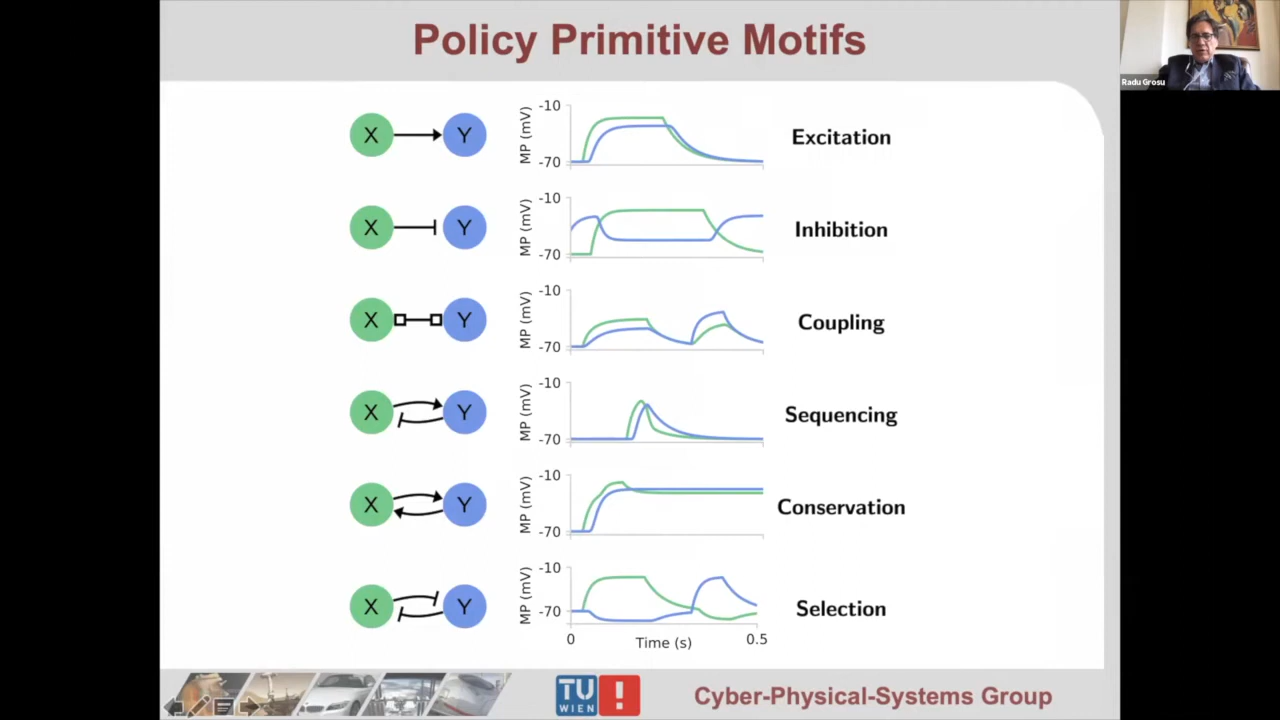 Policy Primitive Motifs
Radu Grosu
X Y
MP (mV)
-10
-70
Excitation
X Y
MP (mV)
-10
-70
Inhibition
X Y
MP (mV)
-10
-70
Coupling
X Y
MP (mV)
-10
-70
Sequencing
X Y
MP (mV)
-10
-70
Conservation
X Y
MP (mV)
-10
-70
Selection
0 Time (s) 0.5
TU
WIEN
!
Cyber-Physical-Systems Group